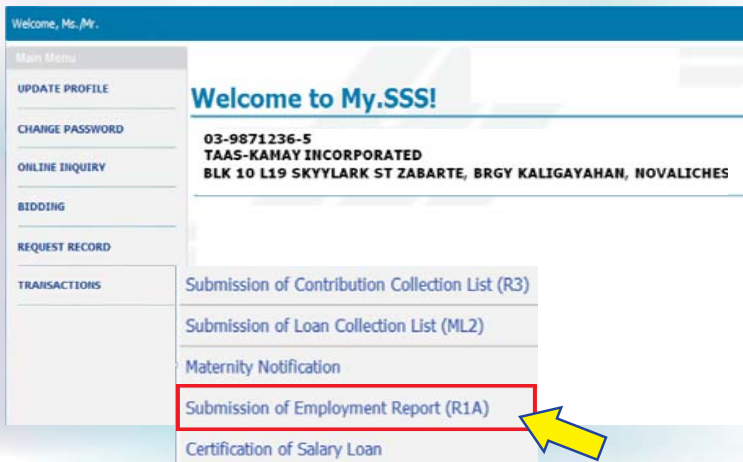 Welcome, Ms./Mr.
Main Menu
UPDATE PROFILE
CHANGE PASSWORD
ONLINE INQUIRY
BIDDING
REQUEST RECORD
TRANSACTIONS
Welcome to My.SSS!
03-9871236-5
TAAS-KAMAY INCORPORATED
BLK 10 L19 SKYYLARK ST ZABARTE, BRGY KALIGAYAHAN, NOVALICHES
Submission of Contribution Collection List (R3)
Submission of Loan Collection List (ML2)
Maternity Notification
Submission of Employment Report (R1A)
Certification of Salary Loan